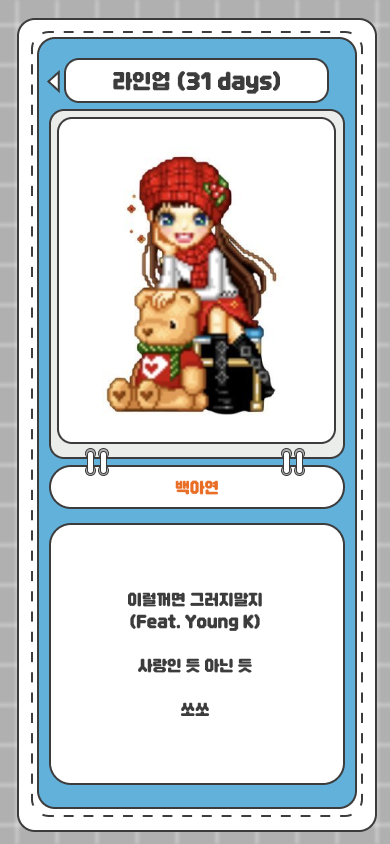 라인업 (31 days)
백아연
이럴꺼면 그러지말지
(Feat. Young K)
사랑인 듯 아닌 듯
쏘쏘